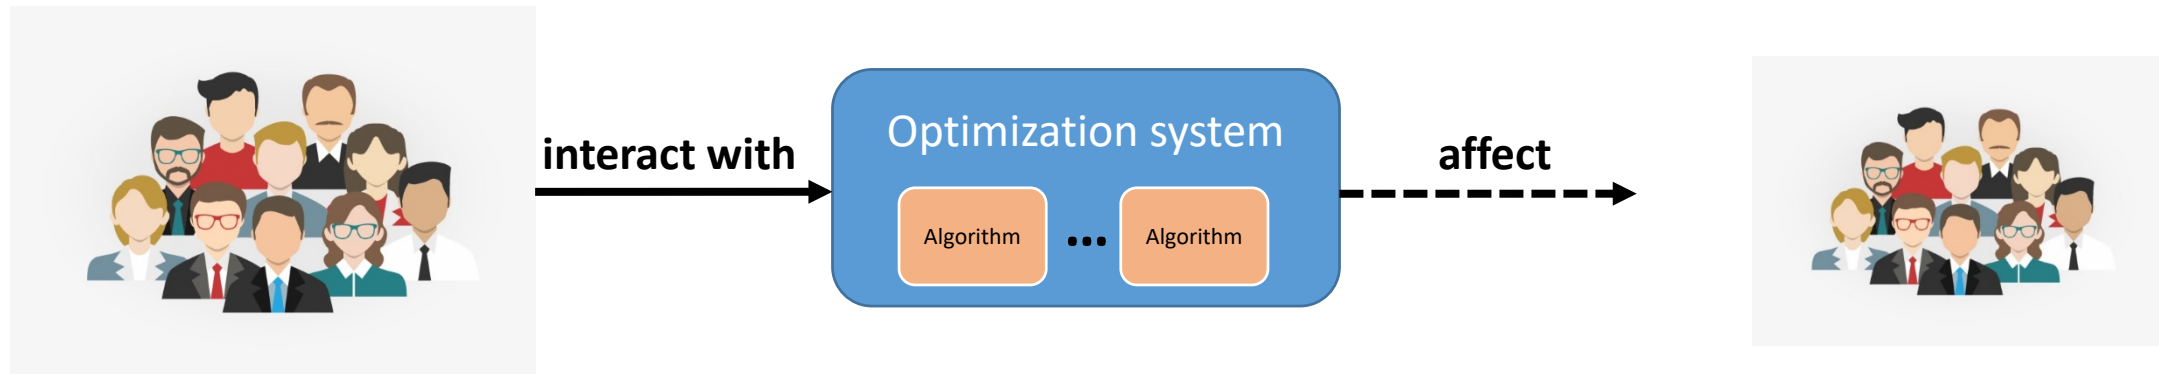 interact with
Optimization system
Algorithm ... Algorithm
affect